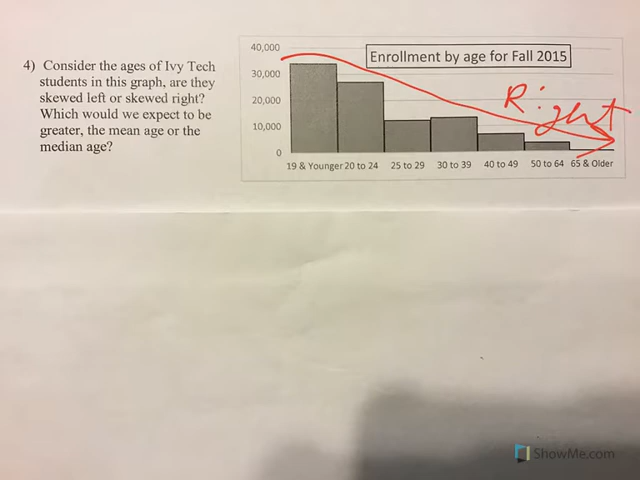 4) Consider the ages of Ivy Tech
students in this graph, are they
skewed left or skewed right?
Which would we expect to be
greater, the mean age or the
median age?
Enrollment by age for Fall 2015
40,000
30,000
20,000
10,000
0
19 & Younger 20 to 24 25 to 29 30 to 39 40 to 49 50 to 64 65 & Older
Right
ShowMe.com